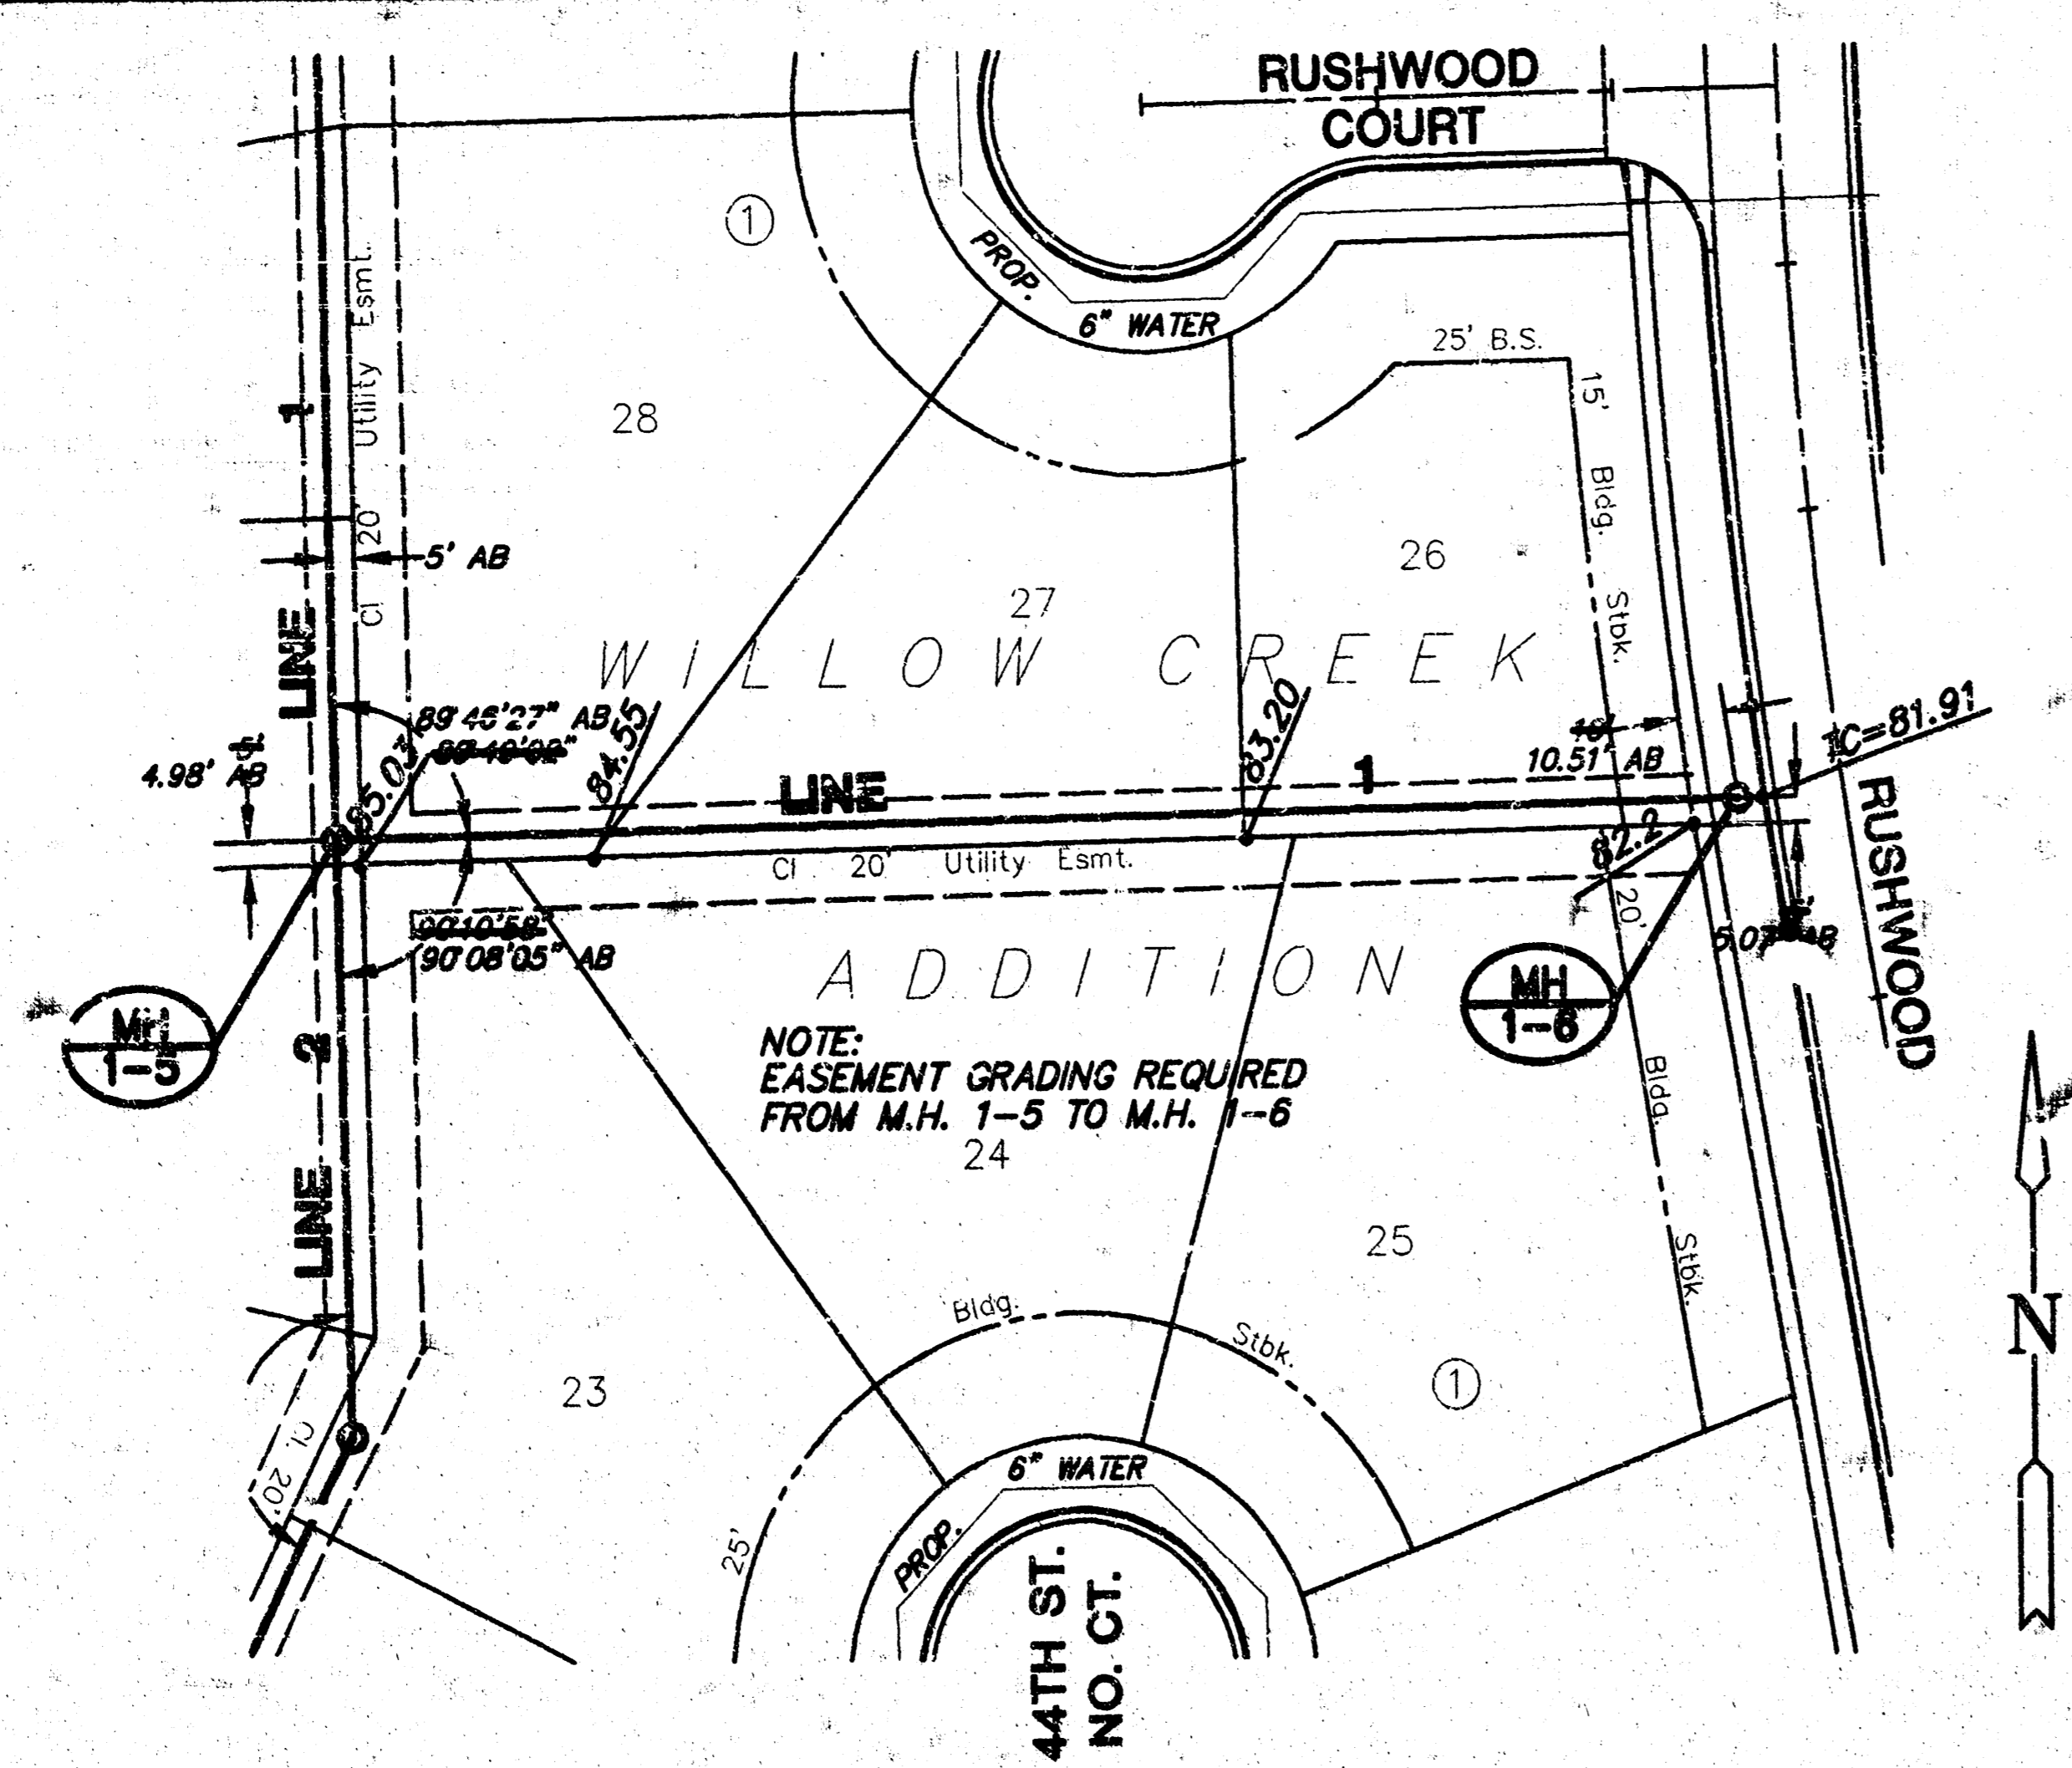 RUSHWOOD
COURT
1
PROP.
6" WATER
25' B.S.
15' Bldg. Stbk.
28
1
Cl 20' Utility Esmt.
5' AB
LINE
26
27
WILLOW CREEK
89°46'27" AB
4.98' AB
5'
85.03
84.55
83.20
10'
10.51' AB
TC=81.91
LINE 1
82.2
Cl 20' Utility Esmt.
RUSHWOOD
90°10'58"
90°08'05" AB
20' Bldg. Stbk.
5.07' AB
ADDITION
MH
1-5
MH
1-6
NOTE:
EASEMENT GRADING REQUIRED
FROM M.H. 1-5 TO M.H. 1-6
LINE 2
24
25
N
Bldg. Stbk.
23
1
Cl. 20'
6" WATER
PROP.
25'
44TH ST.
NO. CT.